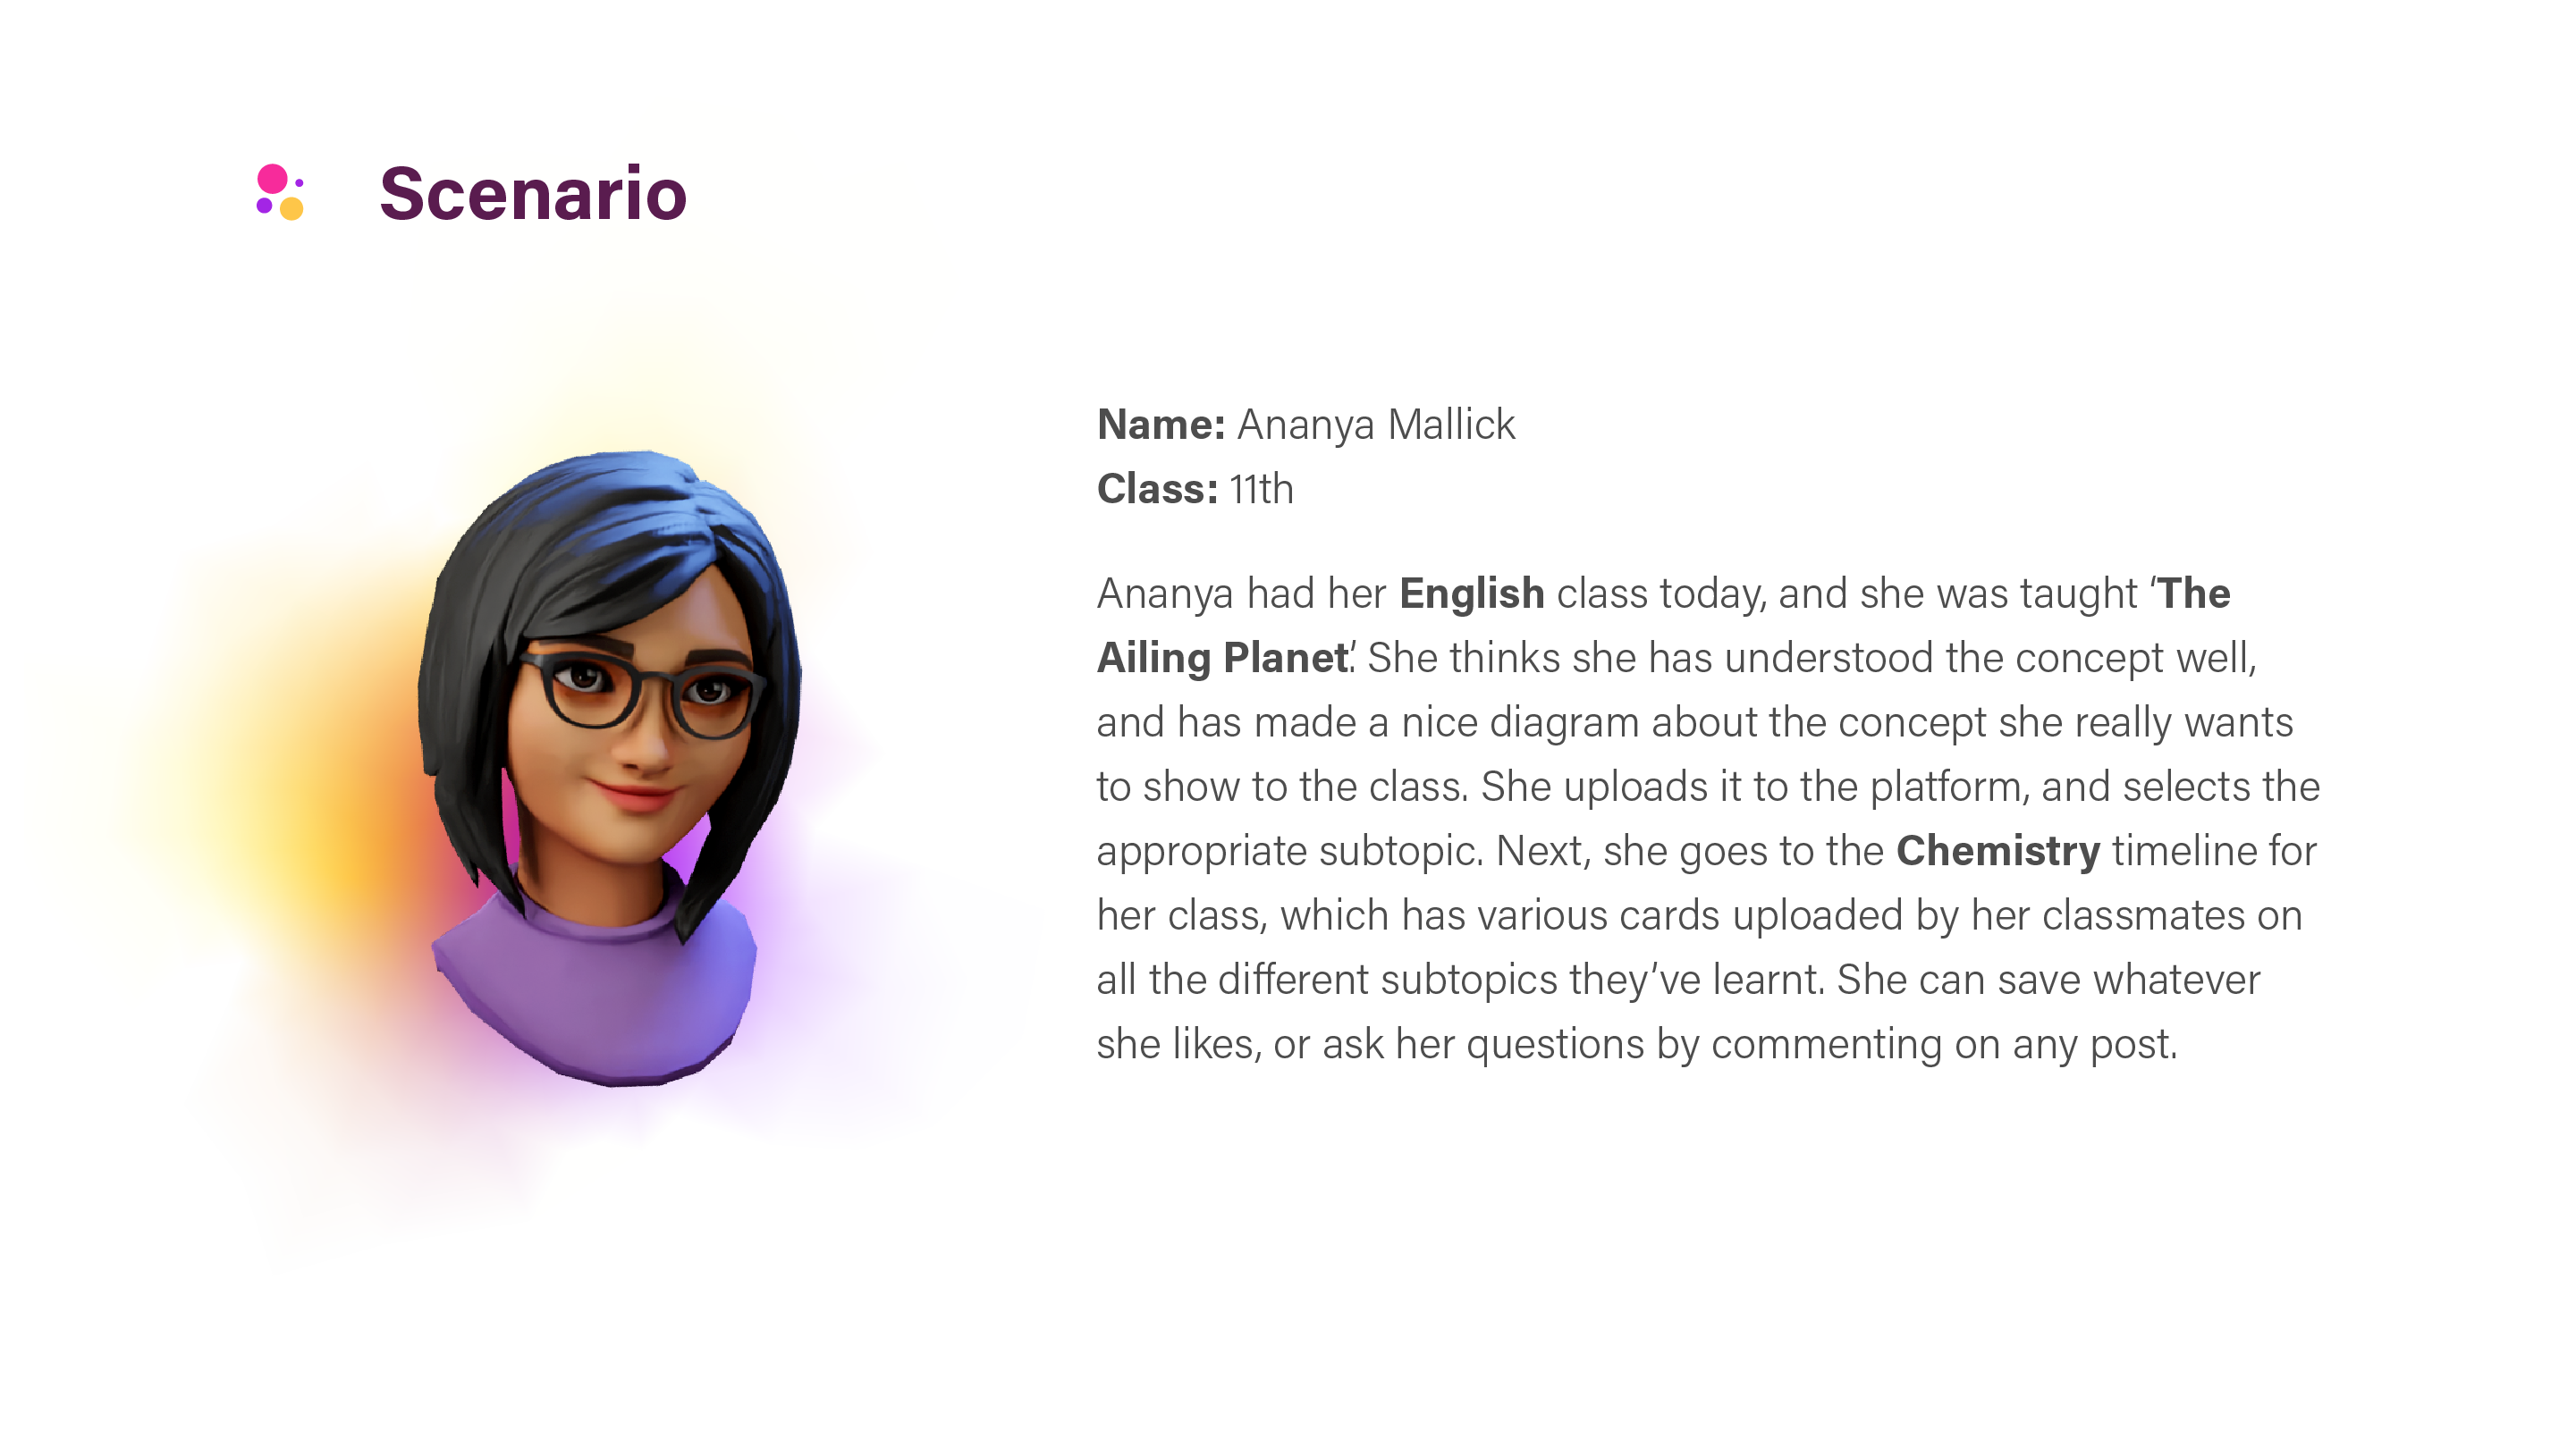 Scenario
Name: Ananya Mallick
Class: 11th
Ananya had her English class today, and she was taught ‘The
Ailing Planet’. She thinks she has understood the concept well,
and has made a nice diagram about the concept she really wants
to show to the class. She uploads it to the platform, and selects the
appropriate subtopic. Next, she goes to the Chemistry timeline for
her class, which has various cards uploaded by her classmates on
all the different subtopics they’ve learnt. She can save whatever
she likes, or ask her questions by commenting on any post.